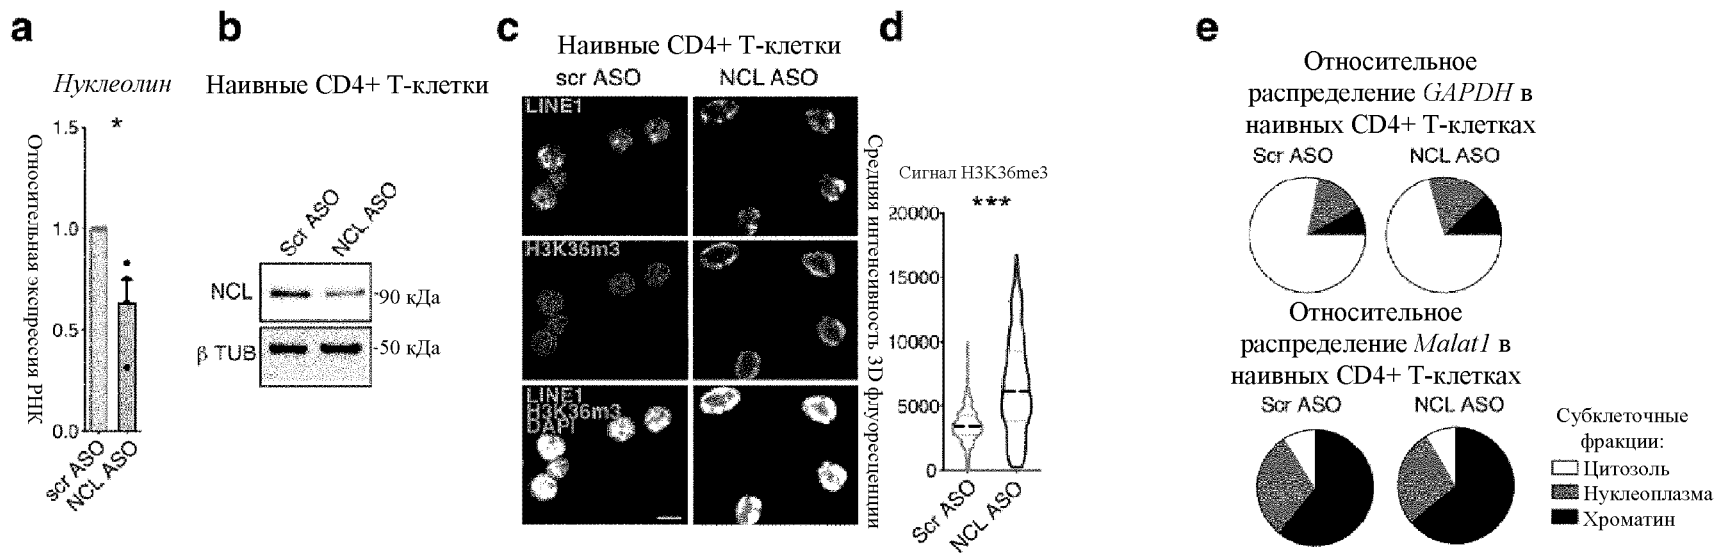 a
Нуклеолин
Относительная экспрессия РНК
1.5
1.0
0.5
0.0
*
scr ASO
NCL ASO
b
Наивные CD4+ Т-клетки
Scr ASO
NCL ASO
NCL
-90 кДа
β TUB
-50 кДа
c
Наивные CD4+ Т-клетки
scr ASO
NCL ASO
LINE1
H3K36m3
LINE1
H3K36m3
DAPI
d
Средняя интенсивность 3D флуоресценции
Сигнал H3K36me3
***
20000
15000
10000
5000
0
Scr ASO
NCL ASO
e
Относительное
распределение GAPDH в
наивных CD4+ Т-клетках
Scr ASO
NCL ASO
Относительное
распределение Malat1 в
наивных CD4+ Т-клетках
Scr ASO
NCL ASO
Субклеточные
фракции:
Цитозоль
Нуклеоплазма
Хроматин